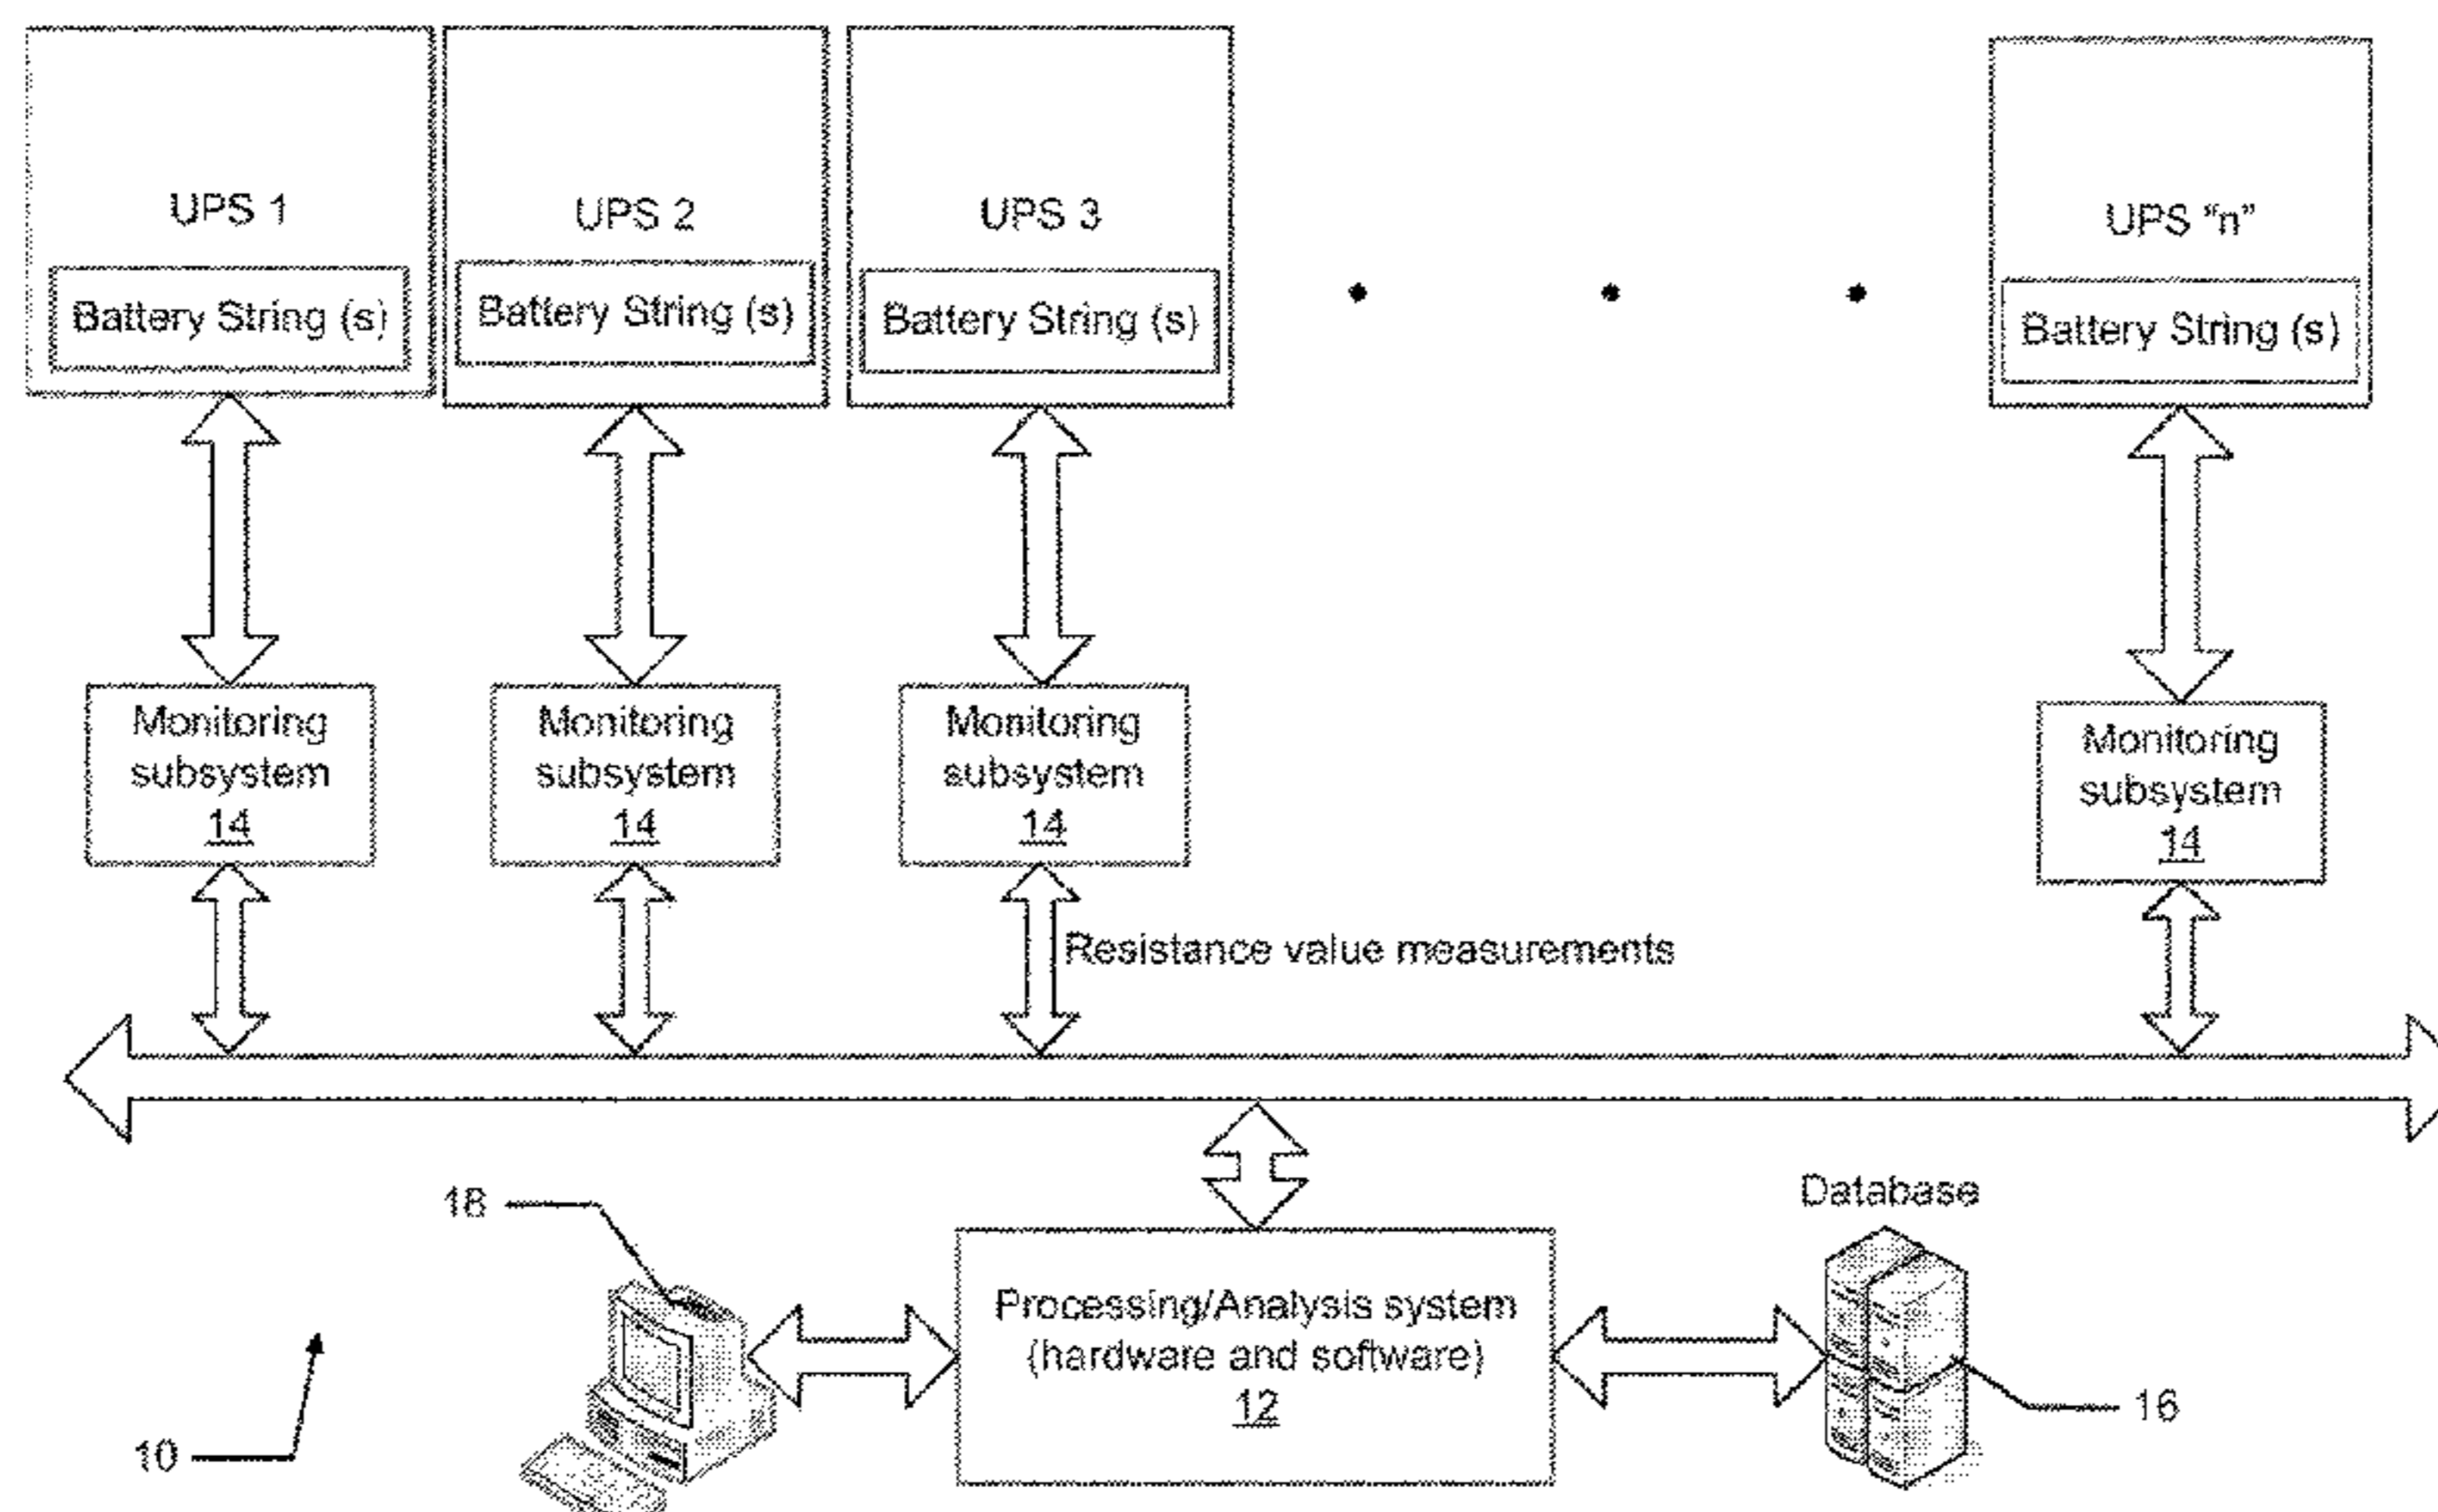 UPS 1
Battery String (s)
UPS 2
Battery String (s)
UPS 3
Battery String (s)
UPS “n”
Battery String (s)
Monitoring
subsystem
14
Monitoring
subsystem
14
Monitoring
subsystem
14
Monitoring
subsystem
14
Resistance value measurements
18
Database
Processing/Analysis system
(hardware and software)
12
16
10